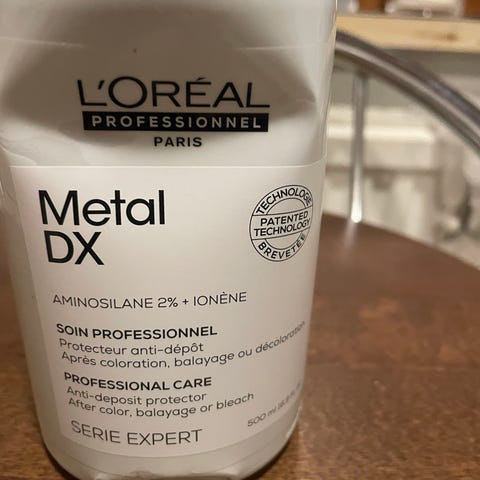 L'ORÉAL
PROFESSIONNEL
PARIS
Metal
DX
TECHNOLOGIE
PATENTED
TECHNOLOGY
BREVETÉE
AMINOSILANE 2% + IONÈNE
SOIN PROFESSIONNEL
Protecteur anti-dépôt
Après coloration, balayage ou décoloration
PROFESSIONAL CARE
Anti-deposit protector
After color, balayage or bleach
500 ml
SERIE EXPERT